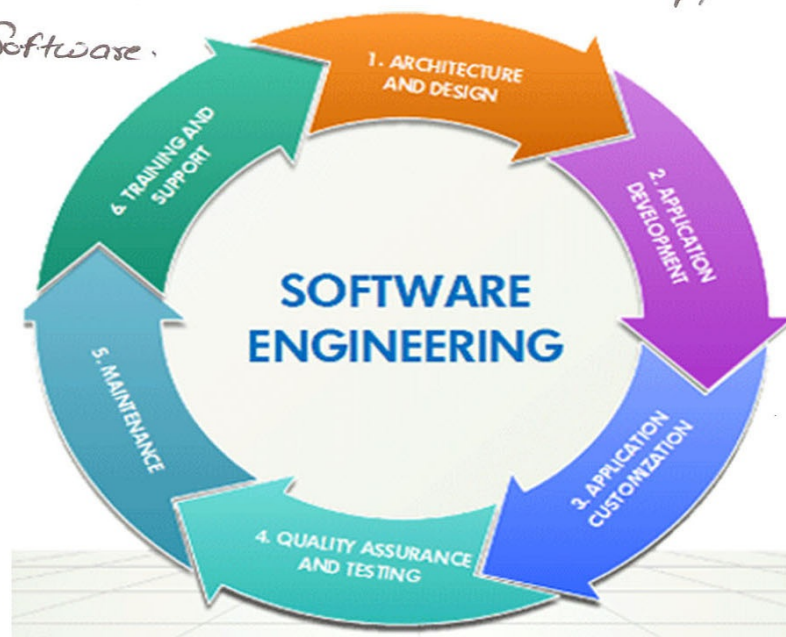 Software.
1. ARCHITECTURE
AND DESIGN
2. APPLICATION
DEVELOPMENT
3. APPLICATION
CUSTOMIZATION
4. QUALITY ASSURANCE
AND TESTING
5. MAINTENANCE
6. TRAINING AND
SUPPORT
SOFTWARE
ENGINEERING